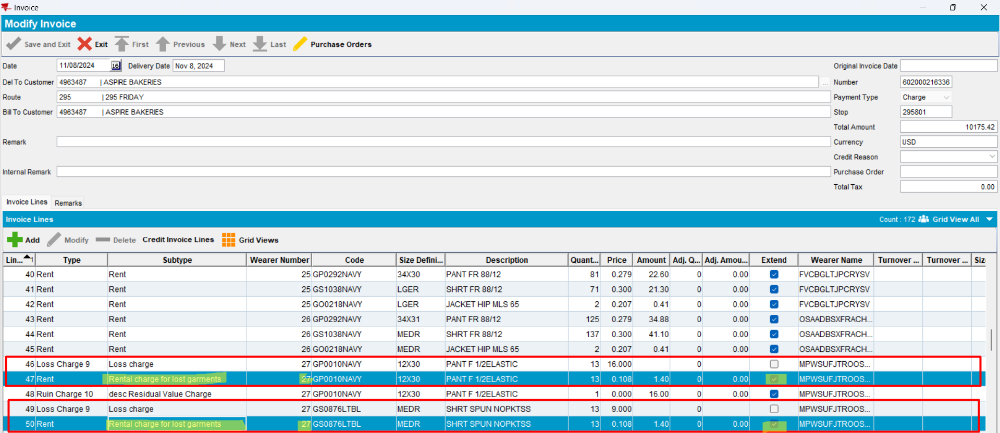 Invoice
Modify Invoice
Save and Exit Exit First Previous Next Last Purchase Orders
Date 11/08/2024 16 Delivery Date Nov 8, 2024 Original Invoice Date
Del To Customer 4963487 | ASPIRE BAKERIES ... Number 602000216336
Route 295 | 295 FRIDAY Payment Type Charge
Bill To Customer 4963487 | ASPIRE BAKERIES Stop 295801
Total Amount 10175.42
Remark Currency USD
Credit Reason
Internal Remark Purchase Order
Total Tax 0.00
Invoice Lines Remarks
Invoice Lines Count : 172 Grid View All
Add Modify Delete Credit Invoice Lines Grid Views
Lin... 1 Type Subtype Wearer Number Code Size Defini... Description Quant... Price Amount Adj. Q... Adj. Amou... Extend Wearer Name Turnover ... Turnover ... Siz
40 Rent Rent 25 GP0292NAVY 34X30 PANT FR 88/12 81 0.279 22.60 0 0.00 FVCBGLTJPCRYSV
41 Rent Rent 25 GS1038NAVY LGER SHRT FR 88/12 71 0.300 21.30 0 0.00 FVCBGLTJPCRYSV
42 Rent Rent 25 GO0218NAVY LGER JACKET HIP MLS 65 2 0.207 0.41 0 0.00 FVCBGLTJPCRYSV
43 Rent Rent 26 GP0292NAVY 34X31 PANT FR 88/12 125 0.279 34.88 0 0.00 OSAADBSXFRACH...
44 Rent Rent 26 GS1038NAVY MEDR SHRT FR 88/12 137 0.300 41.10 0 0.00 OSAADBSXFRACH...
45 Rent Rent 26 GO0218NAVY MEDR JACKET HIP MLS 65 2 0.207 0.41 0 0.00 OSAADBSXFRACH...
46 Loss Charge 9 Loss charge 27 GP0010NAVY 12X30 PANT F 1/2ELASTIC 13 16.000 0 MPWSUFJTROOS...
47 Rent Rental charge for lost garments 27 GP0010NAVY 12X30 PANT F 1/2ELASTIC 13 0.108 1.40 0 0.00 MPWSUFJTROOS...
48 Ruin Charge 10 desc Residual Value Charge 27 GP0010NAVY 12X30 PANT F 1/2ELASTIC 1 0.000 16.00 0 0.00 MPWSUFJTROOS...
49 Loss Charge 9 Loss charge 27 GS0876LTBL MEDR SHRT SPUN NOPKTSS 13 9.000 0 MPWSUFJTROOS...
50 Rent Rental charge for lost garments 27 GS0876LTBL MEDR SHRT SPUN NOPKTSS 13 0.108 1.40 0 0.00 MPWSUFJTROOS...